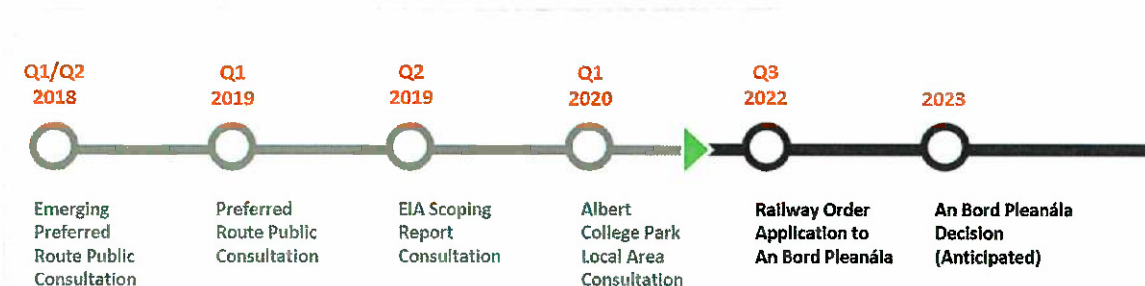 Q1/Q2
2018
Q1
2019
Q2
2019
Q1
2020
Q3
2022
2023
Emerging
Preferred
Route Public
Consultation
Preferred
Route Public
Consultation
EIA Scoping
Report
Consultation
Albert
College Park
Local Area
Consultation
Railway Order
Application to
An Bord Pleanála
An Bord Pleanála
Decision
(Anticipated)